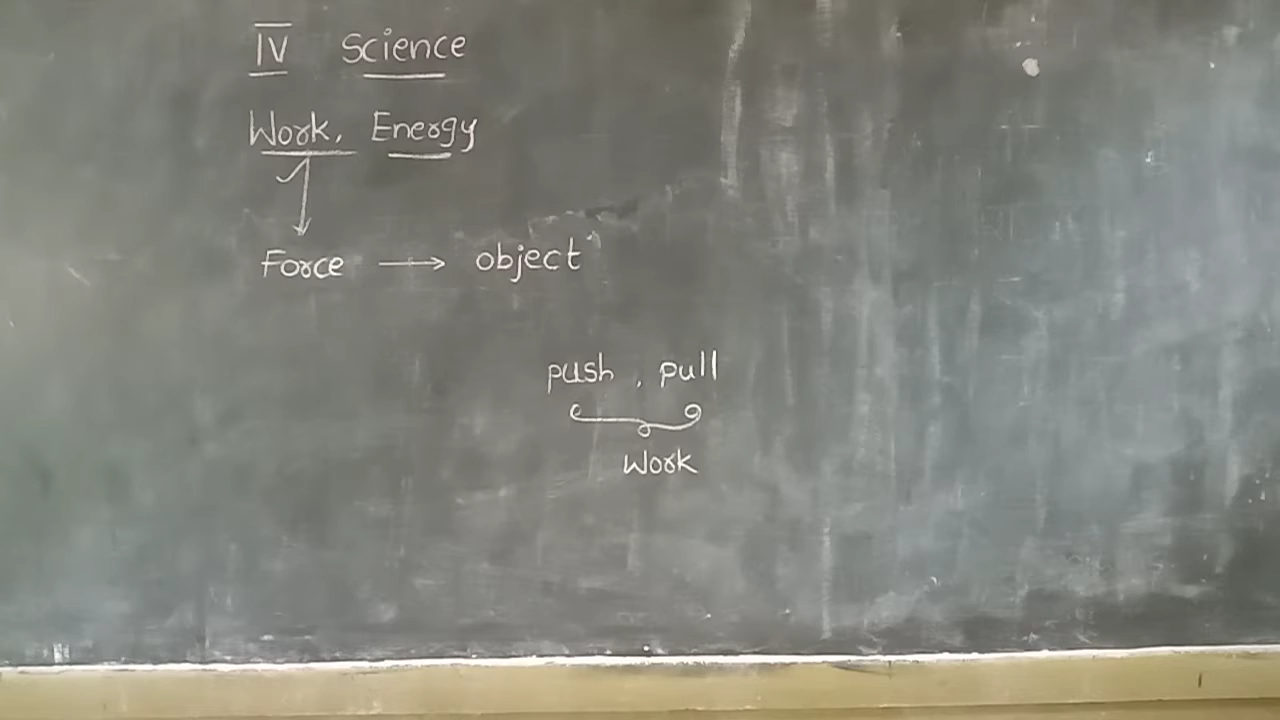 IV Science
Work, Energy
Force → object
push, pull
Work